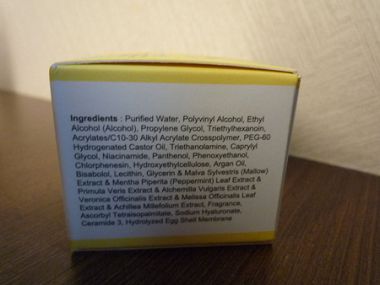 Ingredients : Purified Water, Polyvinyl Alcohol, Ethyl
Alcohol (Alcohol), Propylene Glycol, Triethylhexanoin,
Acrylates/C10-30 Alkyl Acrylate Crosspolymer, PEG-60
Hydrogenated Castor Oil, Triethanolamine, Caprylyl
Glycol, Niacinamide, Panthenol, Phenoxyethanol,
Chlorphenesin, Hydroxyethylcellulose, Argan Oil,
Bisabolol, Lecithin, Glycerin & Malva Sylvestris (Mallow)
Extract & Mentha Piperita (Peppermint) Leaf Extract &
Primula Veris Extract & Alchemilla Vulgaris Extract &
Veronica Officinalis Extract & Melissa Officinalis Leaf
Extract & Achillea Millefolium Extract, Fragrance,
Ascorbyl Tetraisopalmitate, Sodium Hyaluronate,
Ceramide 3, Hydrolyzed Egg Shell Membrane